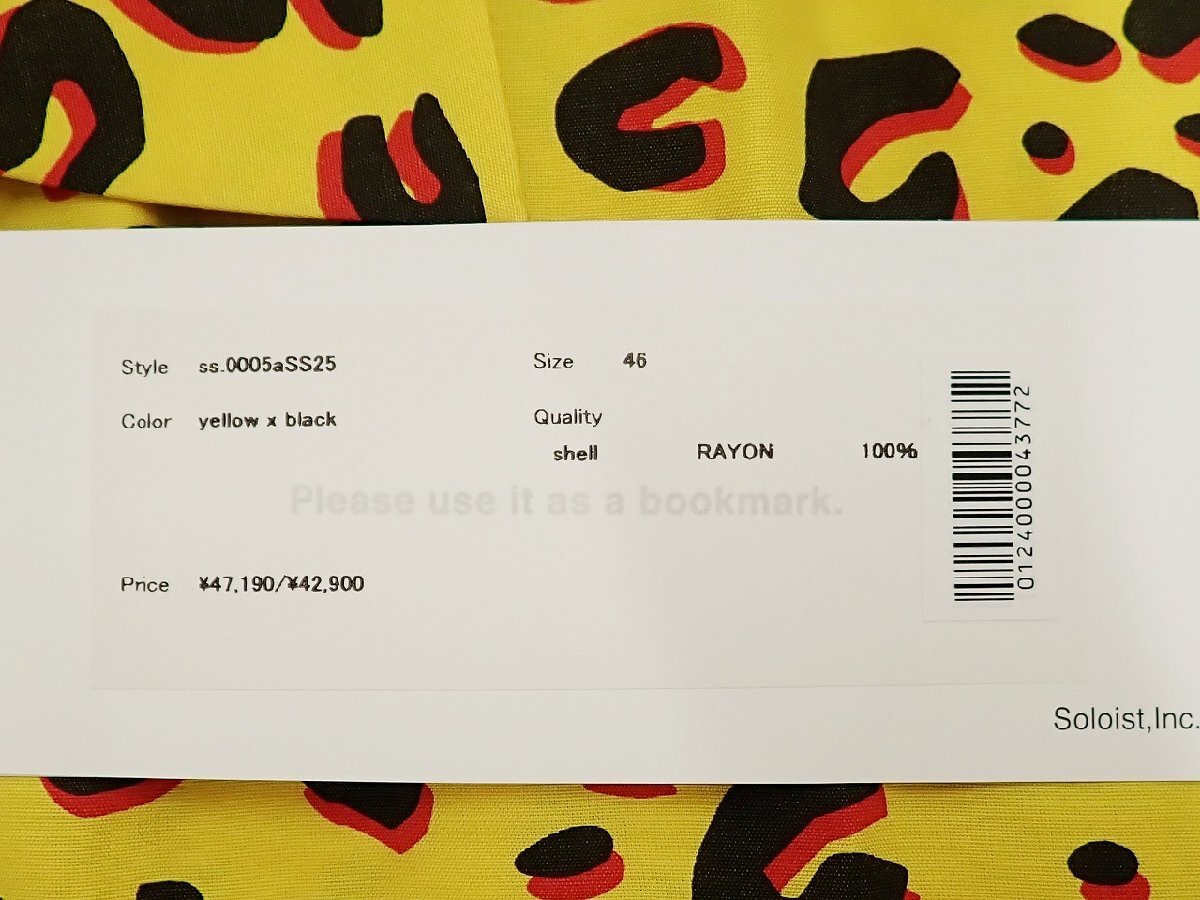 Style ss.0005aSS25 Size 46
Color yellow x black Quality
shell RAYON 100%
Please use it as a bookmark.
Price ¥47,190/¥42,900
0124000043772
Soloist,Inc.